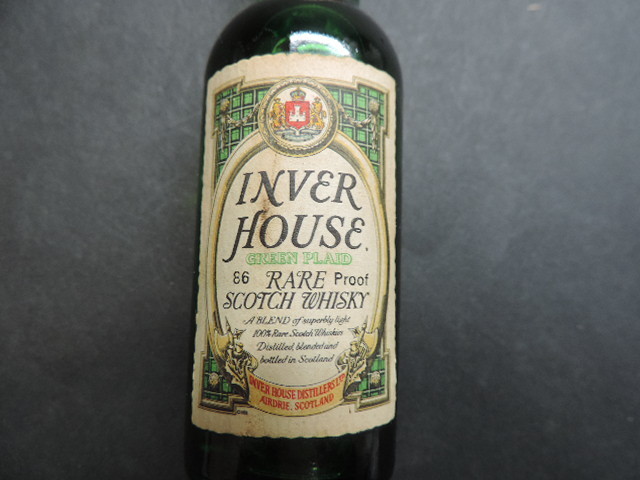 INVER
HOUSE.
GREEN PLAID
86 RARE Proof
SCOTCH WHISKY
A BLEND of superbly light
100% Rare Scotch Whiskies
Distilled, blended and
bottled in Scotland
INVER HOUSE DISTILLERS LTD
AIRDRIE, SCOTLAND